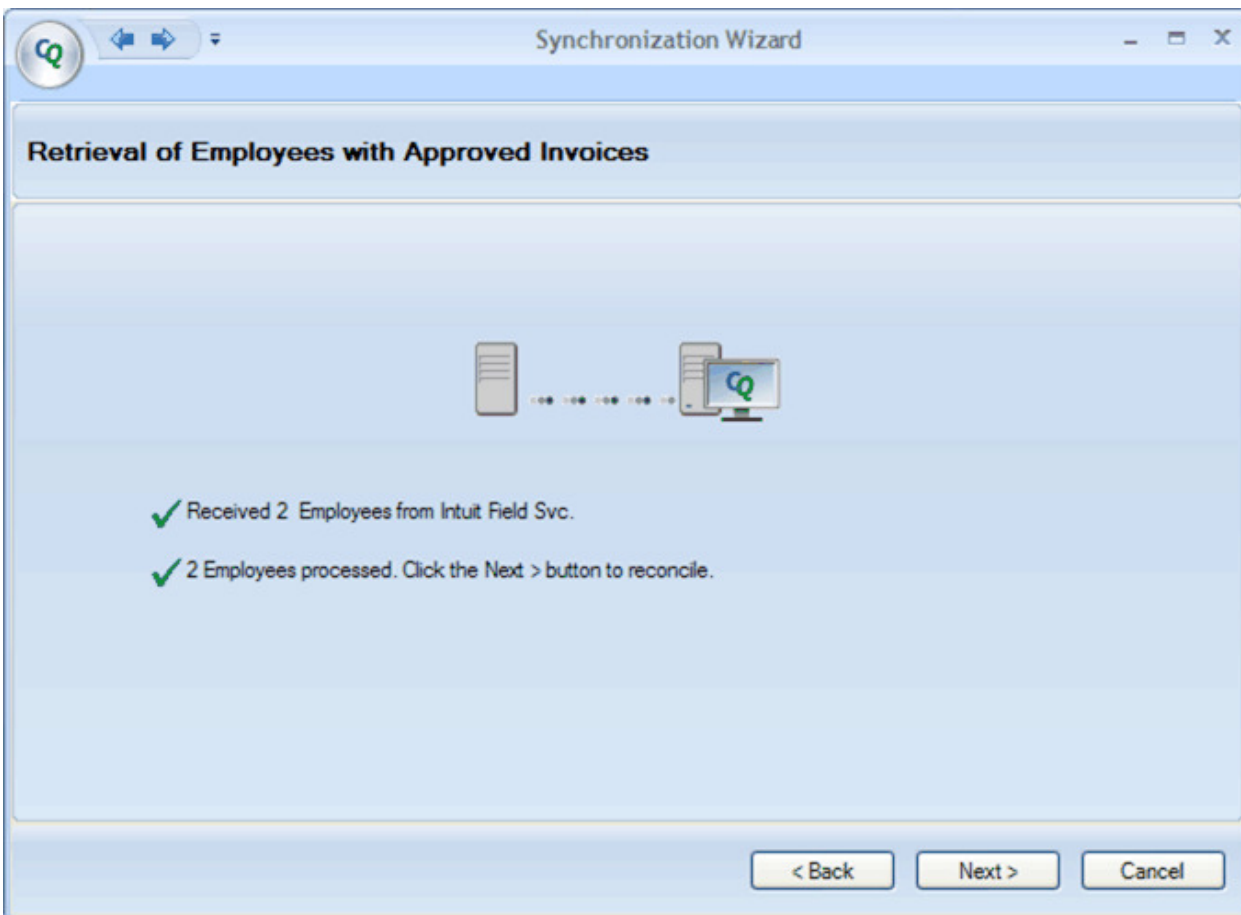 CQ
Synchronization Wizard
Retrieval of Employees with Approved Invoices
CQ
Received 2 Employees from Intuit Field Svc.
2 Employees processed. Click the Next > button to reconcile.
< Back Next > Cancel